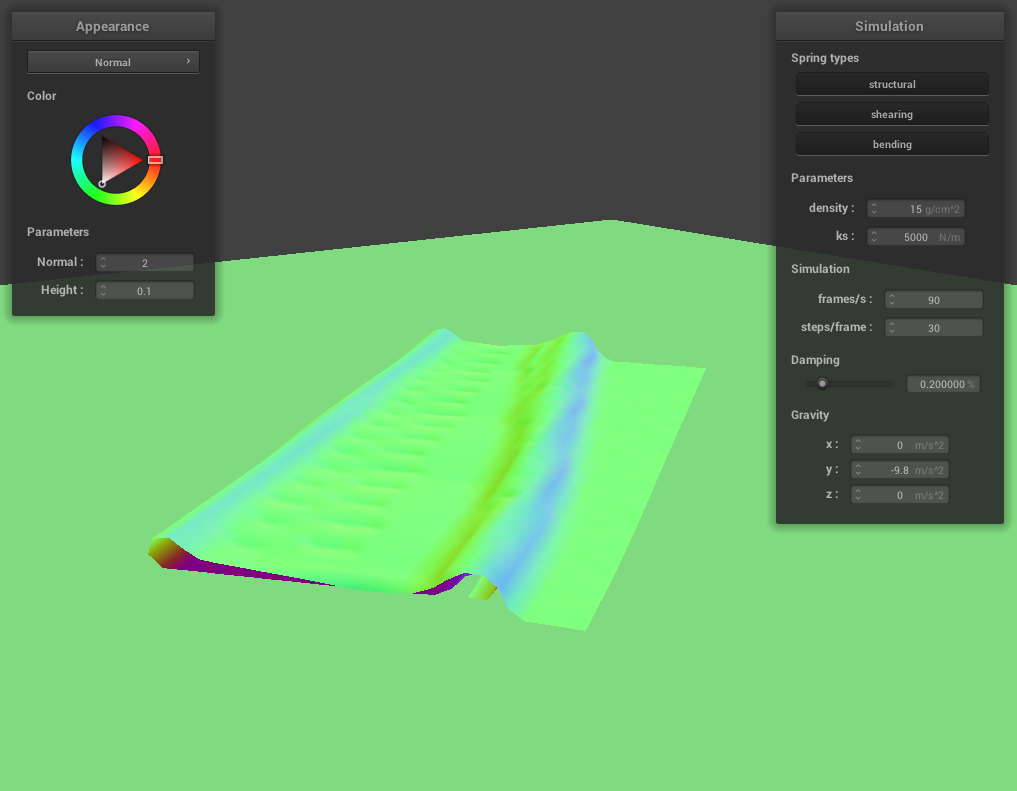 Appearance
Normal
Color
Parameters
Normal : 2
Height : 0.1
Simulation
Spring types
structural
shearing
bending
Parameters
density : 15 g/cm^2
ks : 5000 N/m
Simulation
frames/s : 90
steps/frame : 30
Damping
0.200000 %
Gravity
x : 0 m/s^2
y : -9.8 m/s^2
z : 0 m/s^2